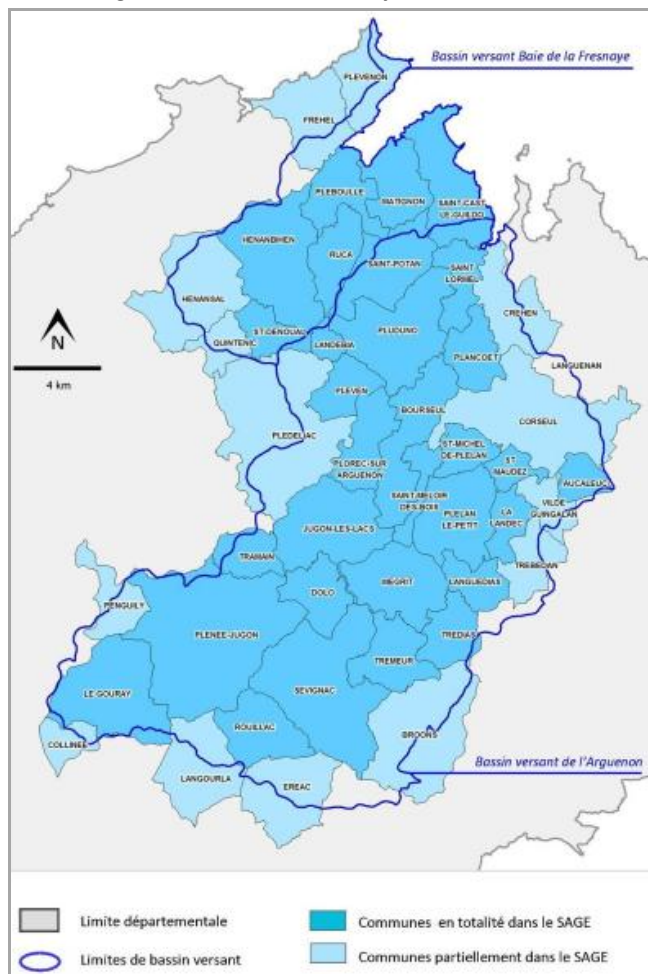 Bassin versant Baie de la Fresnaye
PLEVENON
FREHEL
PLEBOULLE
MATIGNON
SAINT-CAST
LE-GUILDO
HENANBIHEN
RUCA
SAINT-POTAN
SAINT
LORMEL
HENANSAL
CREHEN
N
QUINTENIC
ST-DENOUAL
LANDEBIA
PLUDUNO
LANGUENAN
PLANCOET
4 km
PLEVEN
BOURSEUL
CORSEUL
PLEDELIAC
ST-MICHEL
DE-PLELAN
PLOREC-SUR
ARGUENON
ST
MAUDEZ
AUCALEUC
SAINT-MELOIR
DES-BOIS
PLELAN
LE-PETIT
LA
LANDEC
VILDE
GUINGALAN
JUGON-LES-LACS
TRAMAIN
TREBEDAN
DOLO
MEGRIT
LANGUEDIAS
PENGUILY
PLENEE-JUGON
TREDIAS
TREMEUR
LE GOURAY
SEVIGNAC
ROUILLAC
BROONS
COLLINEE
LANGOURLA
EREAC
Bassin versant de l'Arguenon
Limite départementale
Communes en totalité dans le SAGE
Limites de bassin versant
Communes partiellement dans le SAGE